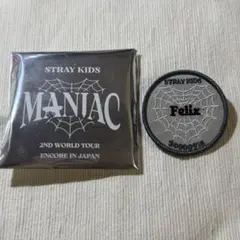 STRAY KIDS
MANIAC
2ND WORLD TOUR
ENCORE IN JAPAN
STRAY KIDS
Felix